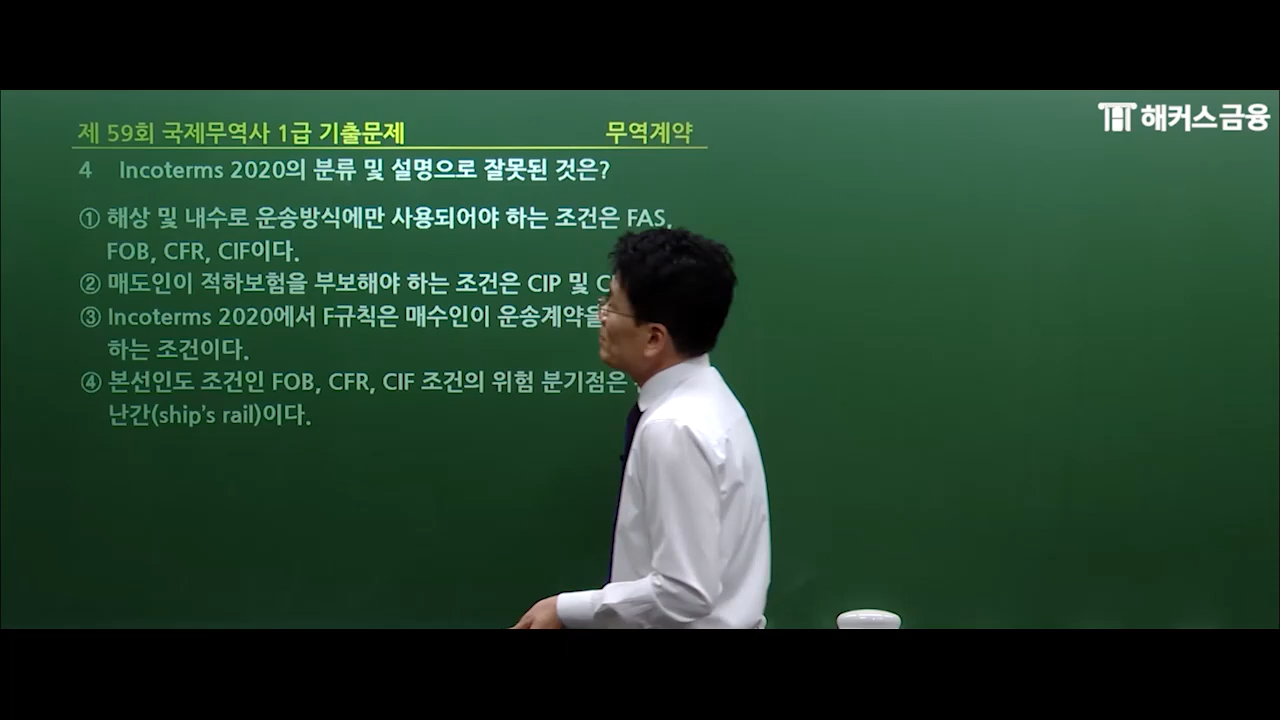 해커스금융
제 59회 국제무역사 1급 기출문제 무역계약
4 Incoterms 2020의 분류 및 설명으로 잘못된 것은?
① 해상 및 내수로 운송방식에만 사용되어야 하는 조건은 FAS,
FOB, CFR, CIF이다.
② 매도인이 적하보험을 부보해야 하는 조건은 CIP 및
③ Incoterms 2020에서 F규칙은 매수인이 운송계약을
하는 조건이다.
④ 본선인도 조건인 FOB, CFR, CIF 조건의 위험 분기점은
난간(ship's rail)이다.